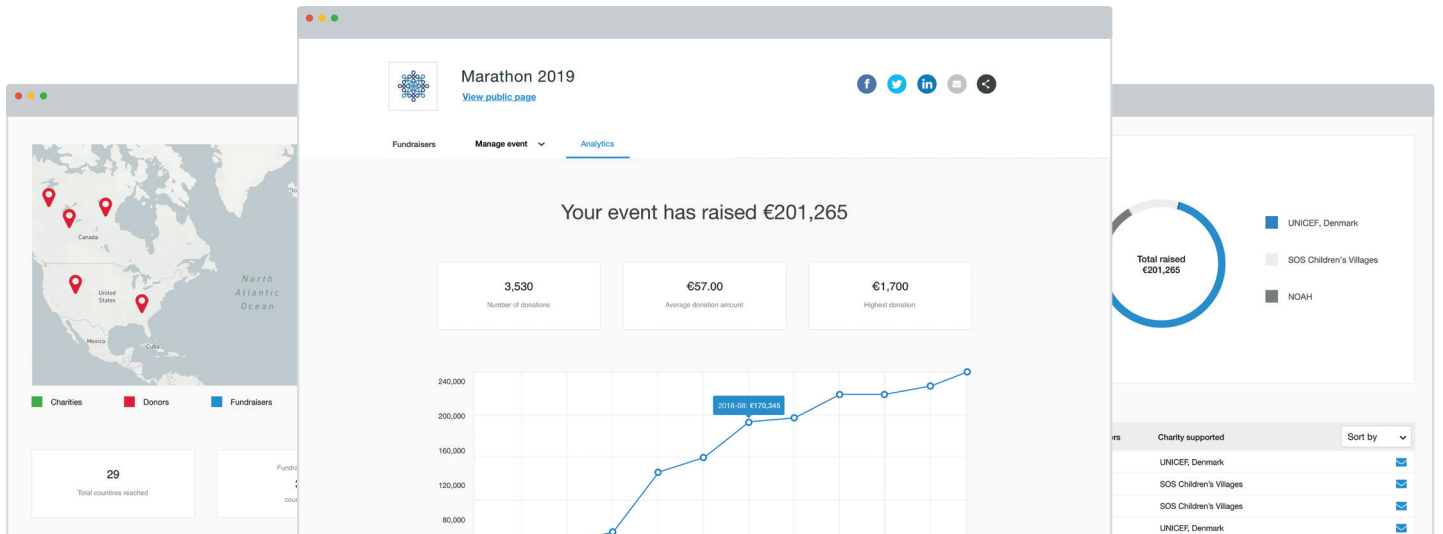 Marathon 2019
View public page
Fundraisers
Manage event
Analytics
Your event has raised €201,265
3,530
Number of donations
€57.00
Average donation amount
€1,700
Highest donation
240,000
200,000
160,000
120,000
80,000
2018-08: €170,345
Canada
United
States
Mexico
Cuba
North
Atlantic
Ocean
Charities
Donors
Fundraisers
29
Total countires reached
Total raised
€201,265
UNICEF, Denmark
SOS Children's Villages
NOAH
Charity supported
Sort by
UNICEF, Denmark
SOS Children's Villages
SOS Children's Villages
UNICEF, Denmark